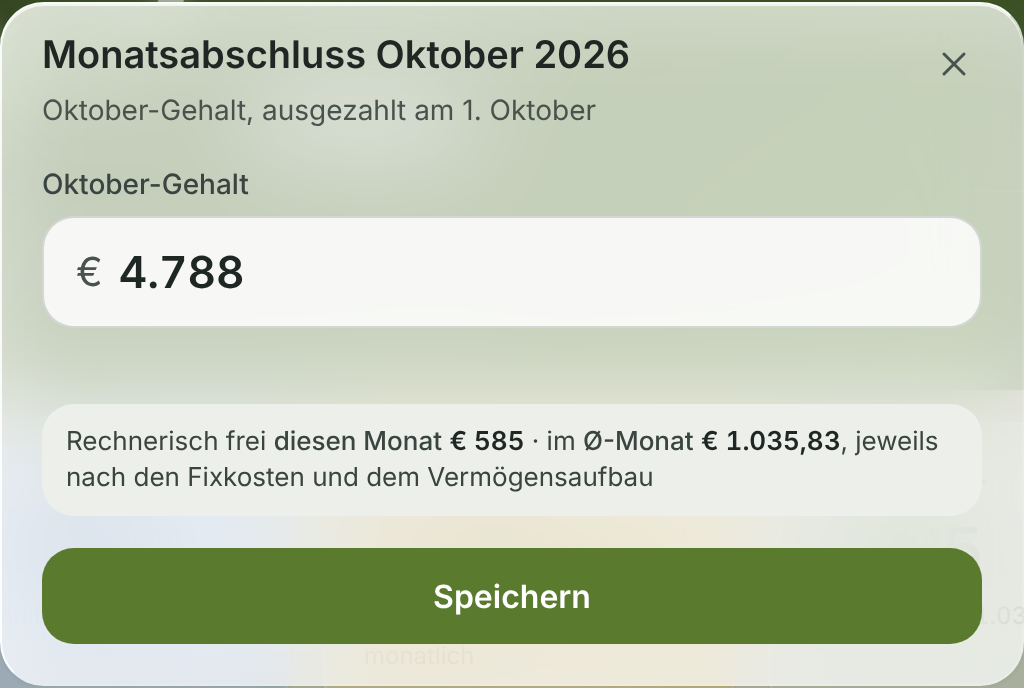 Monatsabschluss Oktober 2026
Oktober-Gehalt, ausgezahlt am 1. Oktober
Oktober-Gehalt
€ 4.788
Rechnerisch frei diesen Monat € 585 · im Ø-Monat € 1.035,83, jeweils
nach den Fixkosten und dem Vermögensaufbau
Speichern
monatlich